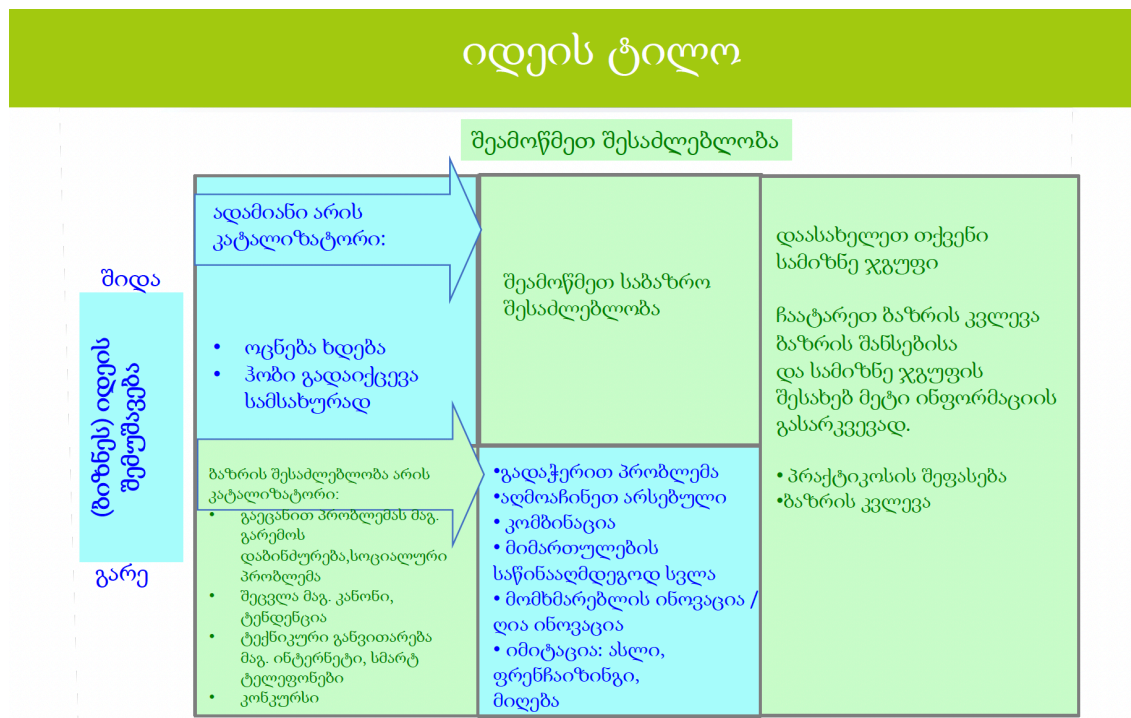 იდეის ტილო
შეამოწმეთ შესაძლებლობა
შიდა
(ბიზნეს) იდეის
შემუშავება
გარე
ადამიანი არის
კატალიზატორი:
• ოცნება ხდება
• ჰობი გადაიქცევა
სამსახურად
ბაზრის შესაძლებლობა არის
კატალიზატორი:
• გაეცანით პრობლემას მაგ.
გარემოს
დაბინძურება,სოციალური
პრობლემა
• შეცვლა მაგ. კანონი,
ტენდენცია
• ტექნიკური განვითარება
მაგ. ინტერნეტი, სმარტ
ტელეფონები
• კონკურსი
შეამოწმეთ საბაზრო
შესაძლებლობა
•გადაჭერით პრობლემა
•აღმოაჩინეთ არსებული
• კომბინაცია
• მიმართულების
საწინააღმდეგოდ სვლა
• მომხმარებლის ინოვაცია /
ღია ინოვაცია
• იმიტაცია: ასლი,
ფრენჩაიზინგი,
მიღება
დაასახელეთ თქვენი
სამიზნე ჯგუფი
ჩაატარეთ ბაზრის კვლევა
ბაზრის შანსებისა
და სამიზნე ჯგუფის
შესახებ მეტი ინფორმაციის
გასარკვევად.
• პრაქტიკოსის შეფასება
•ბაზრის კვლევა